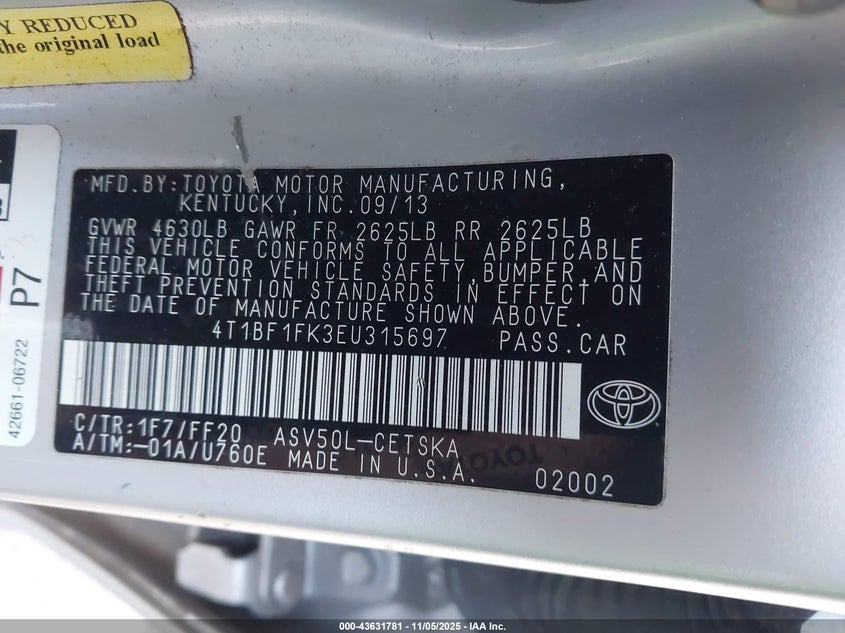 Y REDUCED
the original load
P7
42661-06722
MFD.BY:TOYOTA MOTOR MANUFACTURING,
KENTUCKY,INC.09/13
GVWR 4630LB GAWR FR 2625LB RR 2625LB
THIS VEHICLE CONFORMS TO ALL APPLICABLE
FEDERAL MOTOR VEHICLE SAFETY,BUMPER,AND
THEFT PREVENTION STANDARDS IN EFFECT ON
THE DATE OF MANUFACTURE SHOWN ABOVE.
4T1BF1FK3EU315697 PASS.CAR
C/TR:1F7/FF20 ASV50L-CETSKA
A/TM:-01A/U760E MADE IN U.S.A. 02002
TOYOTA
000-43631781 - 11/05/2025 - IAA Inc.